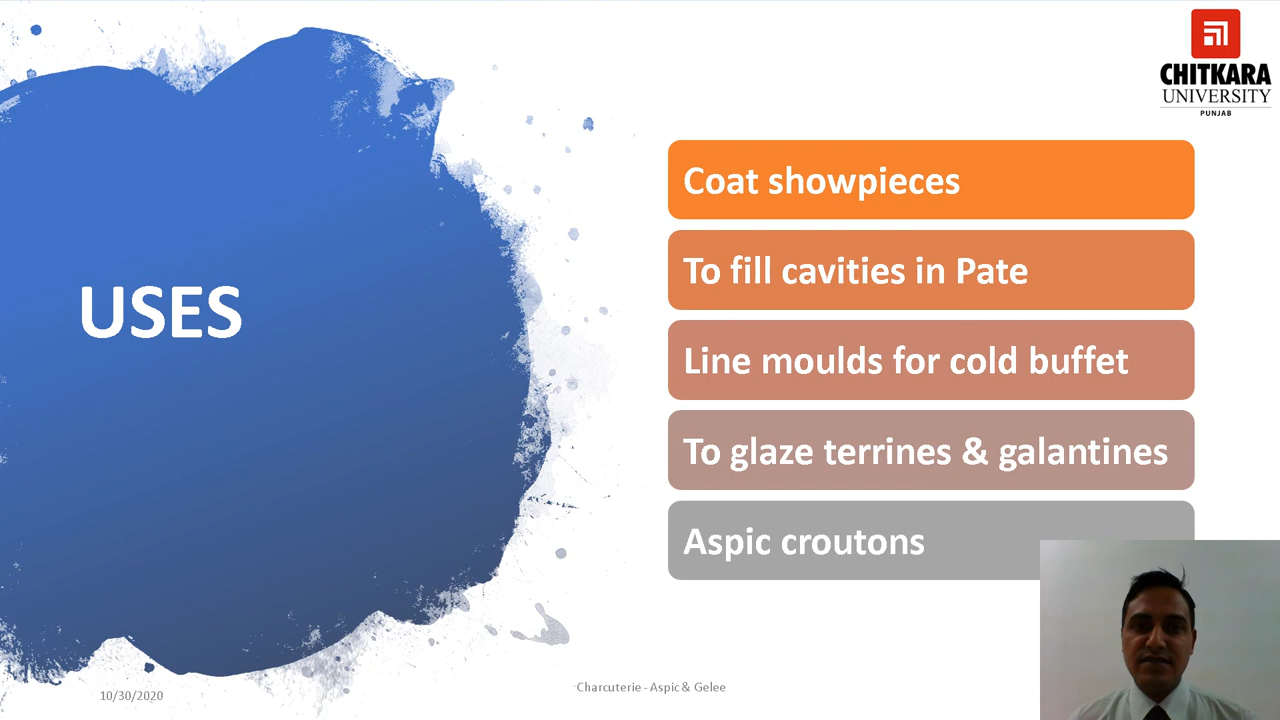 CHITKARA
UNIVERSITY
PUNJAB
USES
Coat showpieces
To fill cavities in Pate
Line moulds for cold buffet
To glaze terrines & galantines
Aspic croutons
10/30/2020
Charcuterie - Aspic & Gelee